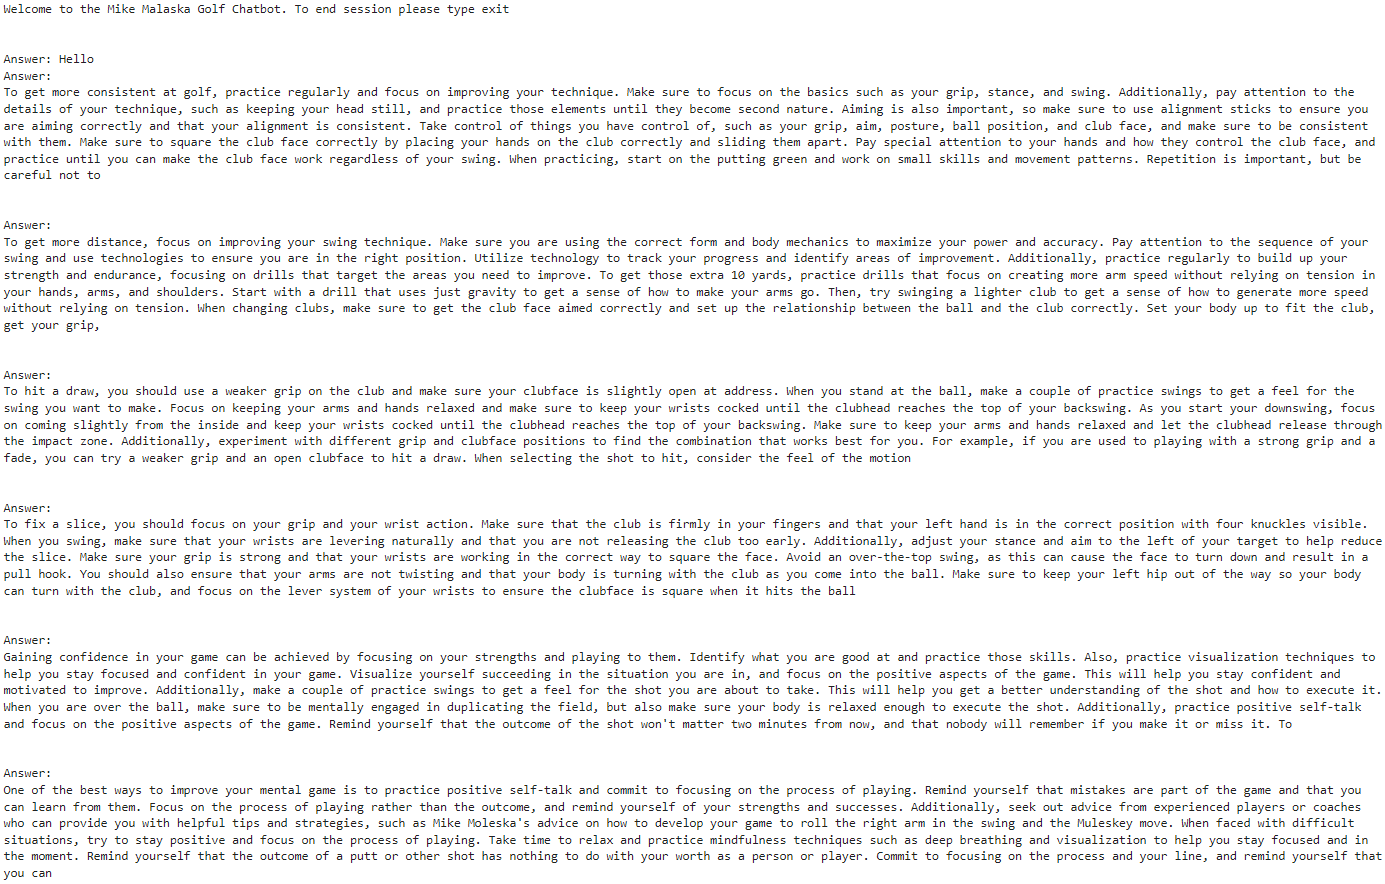 Welcome to the Mike Malaska Golf Chatbot. To end session please type exit
Answer: Hello
Answer:
To get more consistent at golf, practice regularly and focus on improving your technique. Make sure to focus on the basics such as your grip, stance, and swing. Additionally, pay attention to the
details of your technique, such as keeping your head still, and practice those elements until they become second nature. Aiming is also important, so make sure to use alignment sticks to ensure you
are aiming correctly and that your alignment is consistent. Take control of things you have control of, such as your grip, aim, posture, ball position, and club face, and make sure to be consistent
with them. Make sure to square the club face correctly by placing your hands on the club correctly and sliding them apart. Pay special attention to your hands and how they control the club face, and
practice until you can make the club face work regardless of your swing. When practicing, start on the putting green and work on small skills and movement patterns. Repetition is important, but be
careful not to
Answer:
To get more distance, focus on improving your swing technique. Make sure you are using the correct form and body mechanics to maximize your power and accuracy. Pay attention to the sequence of your
swing and use technologies to ensure you are in the right position. Utilize technology to track your progress and identify areas of improvement. Additionally, practice regularly to build up your
strength and endurance, focusing on drills that target the areas you need to improve. To get those extra 10 yards, practice drills that focus on creating more arm speed without relying on tension in
your hands, arms, and shoulders. Start with a drill that uses just gravity to get a sense of how to make your arms go. Then, try swinging a lighter club to get a sense of how to generate more speed
without relying on tension. When changing clubs, make sure to get the club face aimed correctly and set up the relationship between the ball and the club correctly. Set your body up to fit the club,
get your grip,
Answer:
To hit a draw, you should use a weaker grip on the club and make sure your clubface is slightly open at address. When you stand at the ball, make a couple of practice swings to get a feel for the
swing you want to make. Focus on keeping your arms and hands relaxed and make sure to keep your wrists cocked until the clubhead reaches the top of your backswing. As you start your downswing, focus
on coming slightly from the inside and keep your wrists cocked until the clubhead reaches the top of your backswing. Make sure to keep your arms and hands relaxed and let the clubhead release through
the impact zone. Additionally, experiment with different grip and clubface positions to find the combination that works best for you. For example, if you are used to playing with a strong grip and a
fade, you can try a weaker grip and an open clubface to hit a draw. When selecting the shot to hit, consider the feel of the motion
Answer:
To fix a slice, you should focus on your grip and your wrist action. Make sure that the club is firmly in your fingers and that your left hand is in the correct position with four knuckles visible.
When you swing, make sure that your wrists are levering naturally and that you are not releasing the club too early. Additionally, adjust your stance and aim to the left of your target to help reduce
the slice. Make sure your grip is strong and that your wrists are working in the correct way to square the face. Avoid an over-the-top swing, as this can cause the face to turn down and result in a
pull hook. You should also ensure that your arms are not twisting and that your body is turning with the club as you come into the ball. Make sure to keep your left hip out of the way so your body
can turn with the club, and focus on the lever system of your wrists to ensure the clubface is square when it hits the ball
Answer:
Gaining confidence in your game can be achieved by focusing on your strengths and playing to them. Identify what you are good at and practice those skills. Also, practice visualization techniques to
help you stay focused and confident in your game. Visualize yourself succeeding in the situation you are in, and focus on the positive aspects of the game. This will help you stay confident and
motivated to improve. Additionally, make a couple of practice swings to get a feel for the shot you are about to take. This will help you get a better understanding of the shot and how to execute it.
When you are over the ball, make sure to be mentally engaged in duplicating the field, but also make sure your body is relaxed enough to execute the shot. Additionally, practice positive self-talk
and focus on the positive aspects of the game. Remind yourself that the outcome of the shot won't matter two minutes from now, and that nobody will remember if you make it or miss it. To
Answer:
One of the best ways to improve your mental game is to practice positive self-talk and commit to focusing on the process of playing. Remind yourself that mistakes are part of the game and that you
can learn from them. Focus on the process of playing rather than the outcome, and remind yourself of your strengths and successes. Additionally, seek out advice from experienced players or coaches
who can provide you with helpful tips and strategies, such as Mike Moleska's advice on how to develop your game to roll the right arm in the swing and the Muleskey move. When faced with difficult
situations, try to stay positive and focus on the process of playing. Take time to relax and practice mindfulness techniques such as deep breathing and visualization to help you stay focused and in
the moment. Remind yourself that the outcome of a putt or other shot has nothing to do with your worth as a person or player. Commit to focusing on the process and your line, and remind yourself that
you can